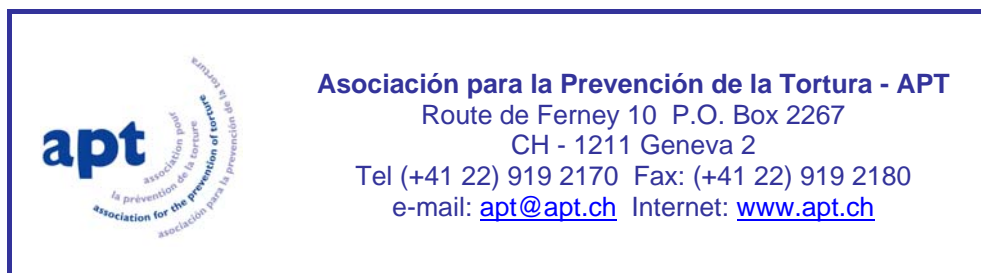 apt
association pour
la prévention de la torture
association for the prevention of torture
asociación para la prevención de la tortura
Asociación para la Prevención de la Tortura - APT
Route de Ferney 10 P.O. Box 2267
CH - 1211 Geneva 2
Tel (+41 22) 919 2170 Fax: (+41 22) 919 2180
e-mail: apt@apt.ch Internet: www.apt.ch